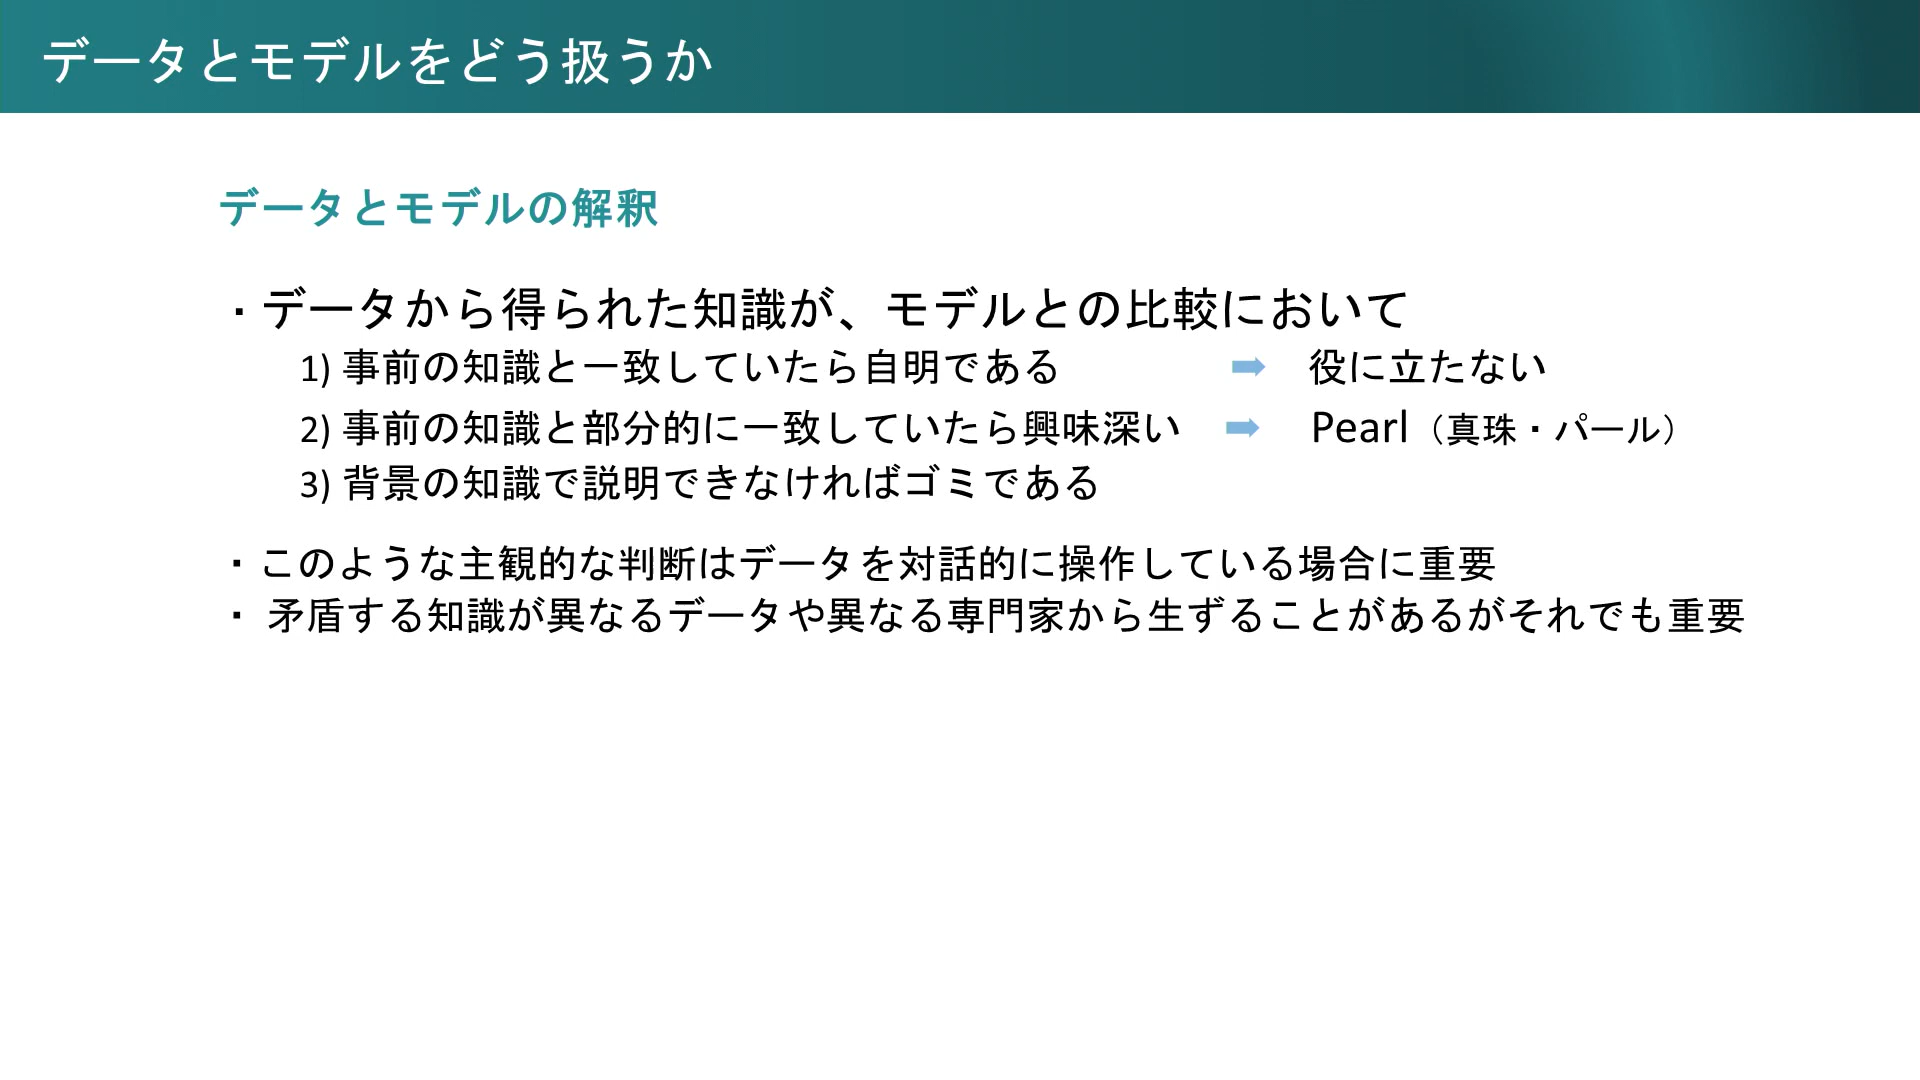 データとモデルをどう扱うか
データとモデルの解釈
・データから得られた知識が、モデルとの比較において
1) 事前の知識と一致していたら自明である ➡ 役に立たない
2) 事前の知識と部分的に一致していたら興味深い ➡ Pearl（真珠・パール）
3) 背景の知識で説明できなければゴミである
・このような主観的な判断はデータを対話的に操作している場合に重要
・ 矛盾する知識が異なるデータや異なる専門家から生ずることがあるがそれでも重要